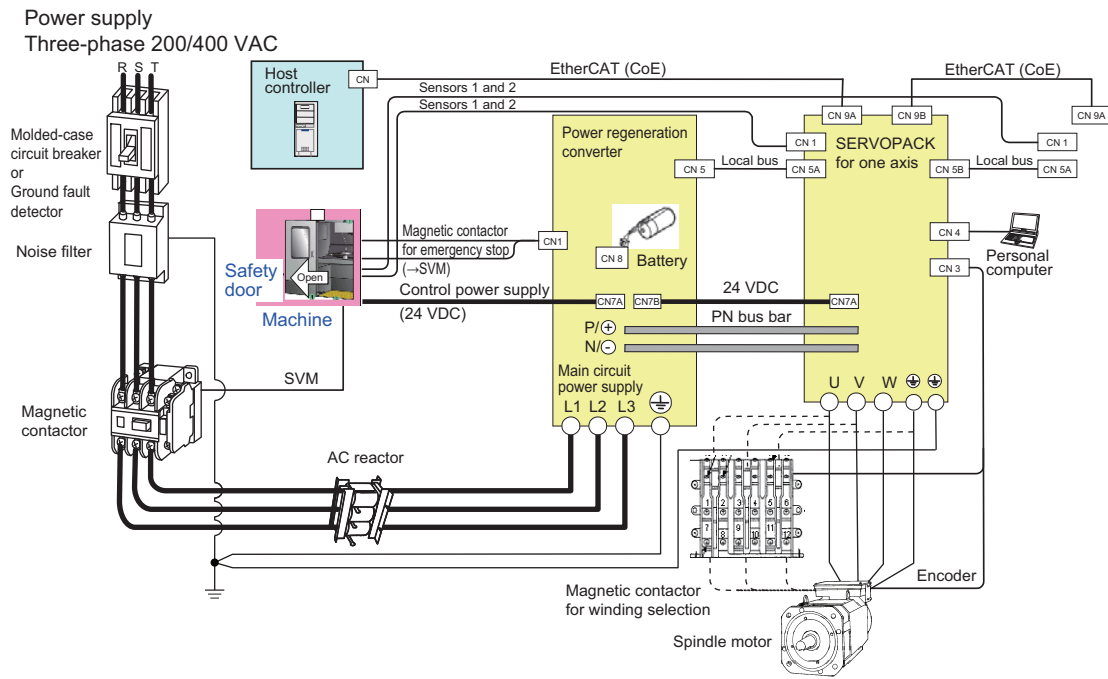 Power supply
Three-phase 200/400 VAC
R S T
Molded-case
circuit breaker
or
Ground fault
detector
Noise filter
Magnetic
contactor
Host
controller
CN
EtherCAT (CoE)
Sensors 1 and 2
Sensors 1 and 2
EtherCAT (CoE)
CN 9A
CN 9B
CN 9A
Power regeneration
converter
CN 1
SERVOPACK
for one axis
CN 1
CN 5
Local bus
CN 5A
CN 5B
Local bus
CN 5A
Safety
door
Open
Machine
Magnetic contactor
for emergency stop
(→SVM)
CN1
CN 8
Battery
CN 4
Personal
computer
CN 3
Control power supply
(24 VDC)
CN7A
CN7B
24 VDC
CN7A
PN bus bar
P/⊕
N/⊖
SVM
Main circuit
power supply
L1 L2 L3
U V W
AC reactor
1 2 3 4 5 6
7 8 9 10 11 12
Magnetic contactor
for winding selection
Encoder
Spindle motor